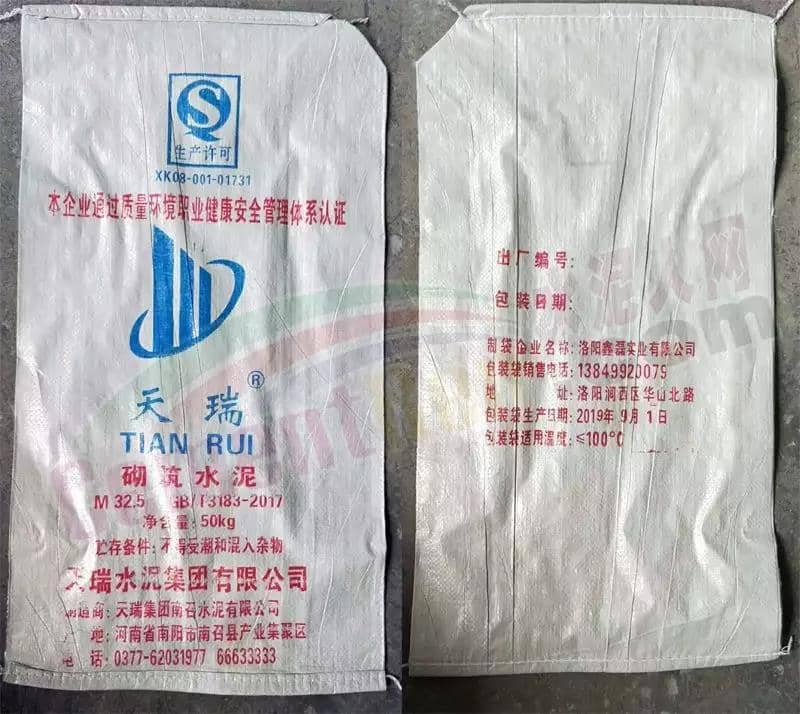 生产许可
XK08-001-01731
本企业通过质量环境职业健康安全管理体系认证
天瑞®
TIAN RUI
砌筑水泥
M 32.5 GB/T3183-2017
净含量: 50kg
贮存条件: 不得受潮和混入杂物
天瑞水泥集团有限公司
制造商: 天瑞集团南召水泥有限公司
地: 河南省南阳市南召县产业集聚区
电 话: 0377-62031977 66633333
出厂编号:
包装日期:
制袋企业名称: 洛阳鑫磊实业有限公司
包装袋销售电话: 13849920079
地 址: 洛阳涧西区华山北路
包装袋生产日期: 2019年9月1日
包装袋适用温度: ≤100℃
泥人网
.com